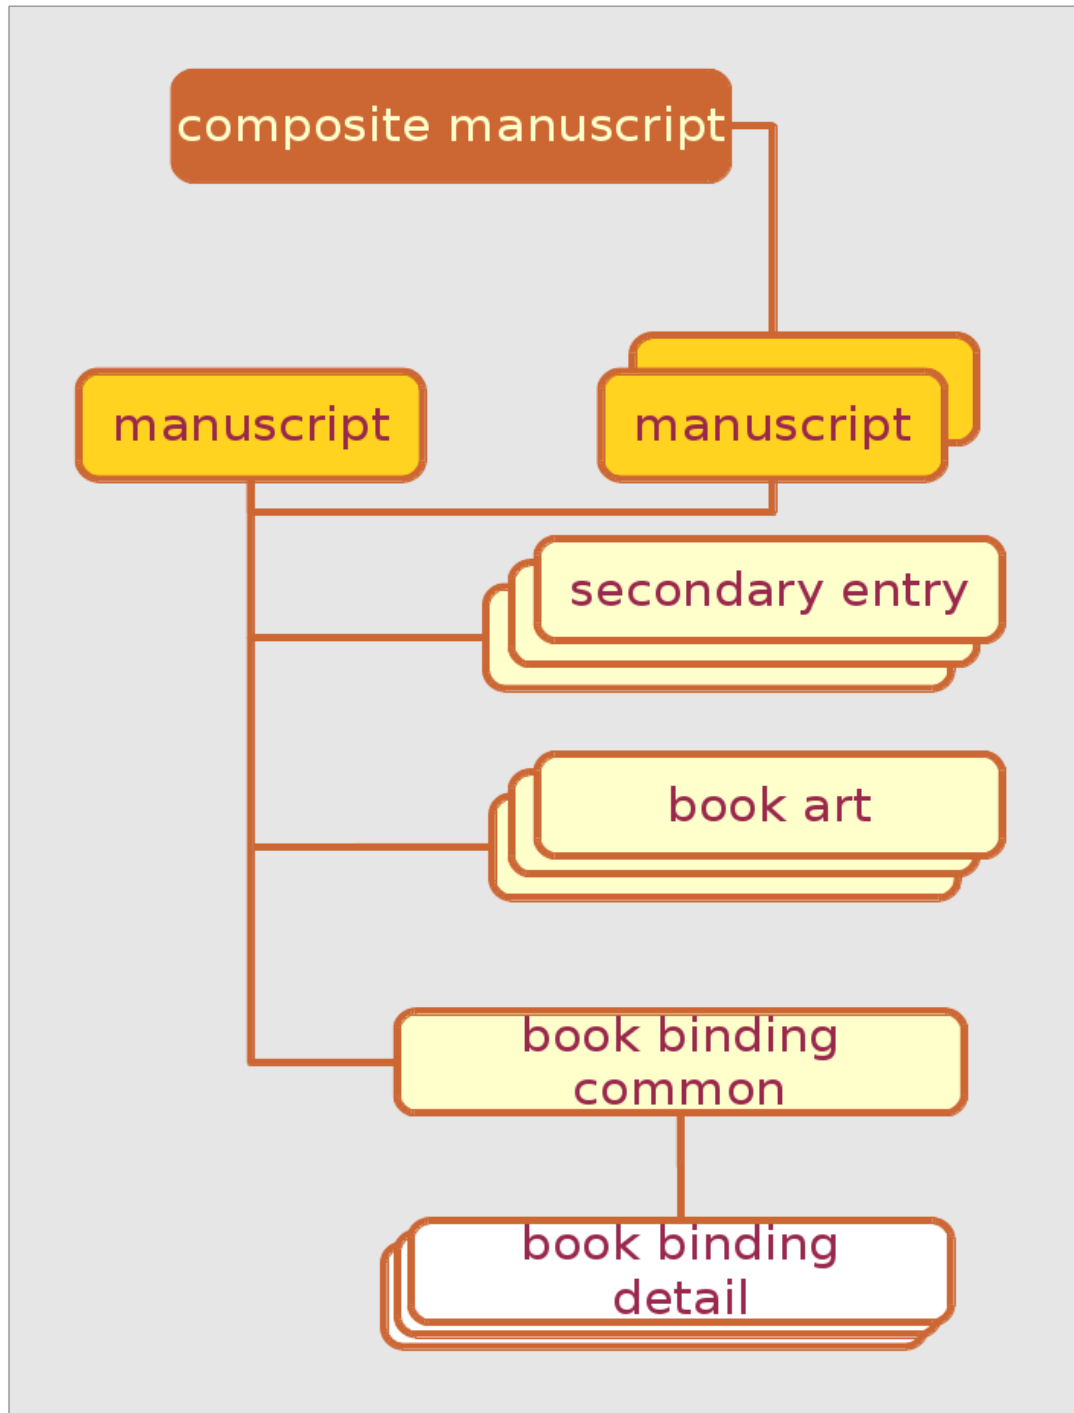 composite manuscript
manuscript
manuscript
secondary entry
book art
book binding
common
book binding
detail